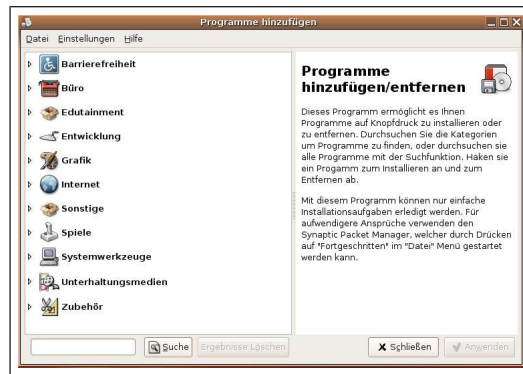 Programme hinzufügen
Datei Einstellungen Hilfe
Barrierefreiheit
Büro
Edutainment
Entwicklung
Grafik
Internet
Sonstige
Spiele
Systemwerkzeuge
Unterhaltungsmedien
Zubehör
Programme
hinzufügen/entfernen
Dieses Programm ermöglicht es Ihnen
Programme auf Knopfdruck zu installieren oder
zu entfernen. Durchsuchen Sie die Kategorien
um Programme zu finden, oder durchsuchen sie
alle Programme mit der Suchfunktion. Haken sie
ein Progamm zum Installieren an und zum
Entfernen ab.
Mit diesem Programm können nur einfache
Installationsaufgaben erledigt werden. Für
aufwendigere Ansprüche verwenden den
Synaptic Packet Manager, welcher durch Drücken
auf "Fortgeschritten" im "Datei" Menü gestartet
werden kann.
Suche Ergebnisse Löschen Schließen Anwenden